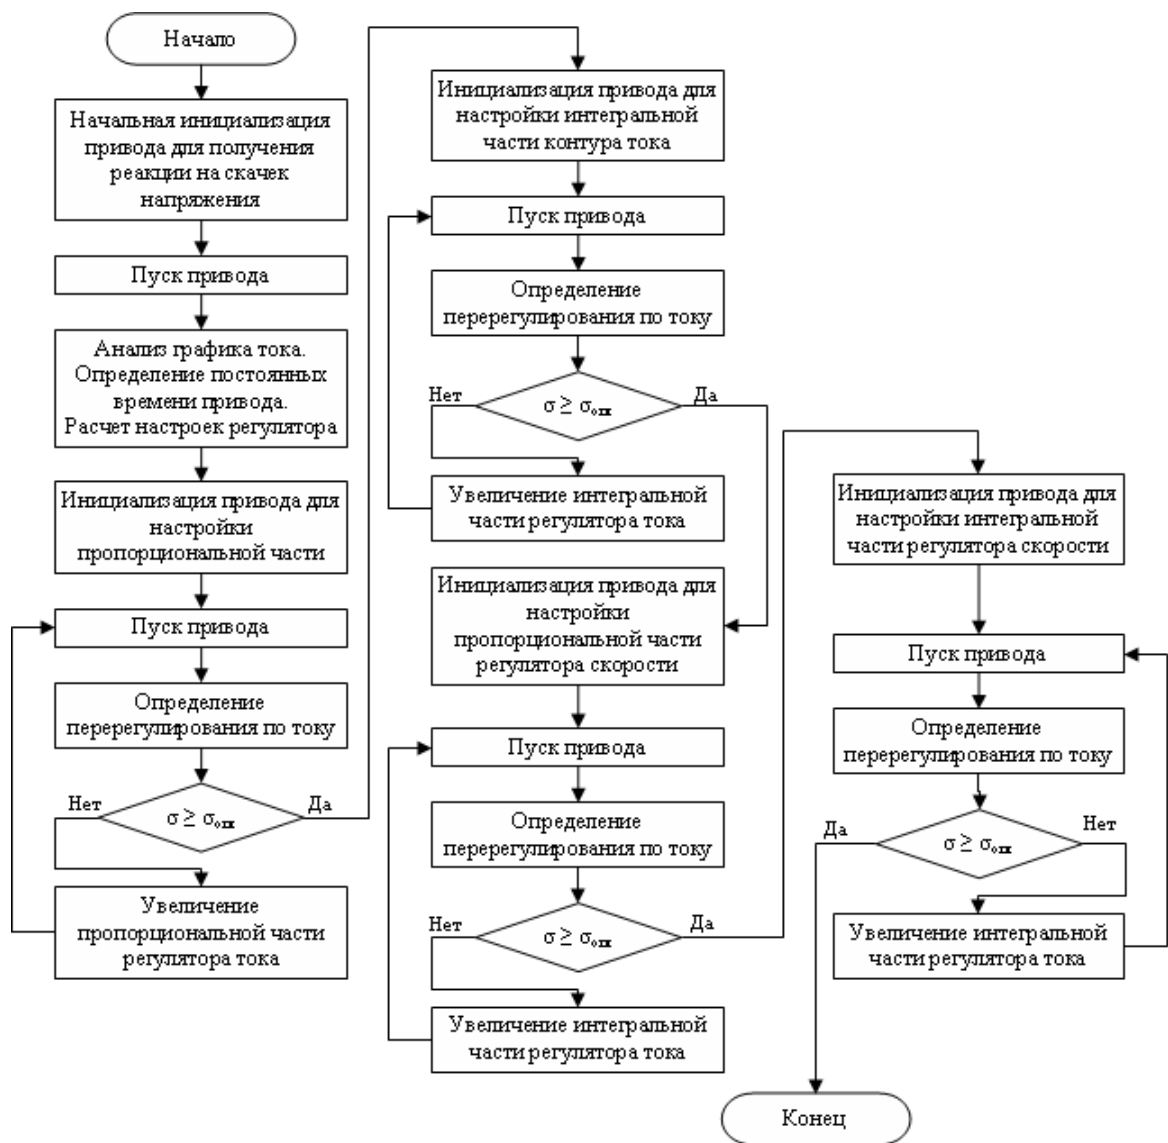 Начало
Начальная инициализация
привода для получения
реакции на скачек
напряжения
Пуск привода
Анализ графика тока.
Определение постоянных
времени привода.
Расчет настроек регулятора
Инициализация привода для
настройки
пропорциональной части
Пуск привода
Определение
перерегулирования по току
Нет
σ ≥ σопт
Да
Увеличение
пропорциональной части
регулятора тока
Инициализация привода для
настройки интегральной
части контура тока
Пуск привода
Определение
перерегулирования по току
Нет
σ ≥ σопт
Да
Увеличение интегральной
части регулятора тока
Инициализация привода для
настройки
пропорциональной части
регулятора скорости
Пуск привода
Определение
перерегулирования по току
Нет
σ ≥ σопт
Да
Увеличение интегральной
части регулятора тока
Инициализация привода для
настройки интегральной
части регулятора скорости
Пуск привода
Определение
перерегулирования по току
Да
σ ≥ σопт
Нет
Увеличение интегральной
части регулятора тока
Конец